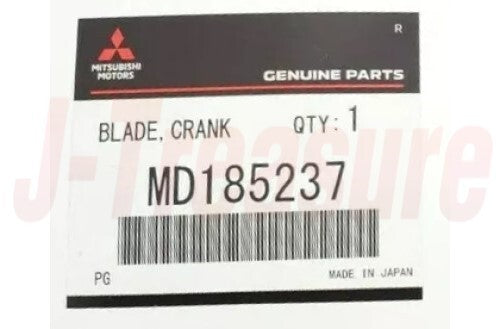 R
MITSUBISHI
MOTORS
GENUINE PARTS
BLADE, CRANK QTY: 1
J-Treasure
MD185237
PG MADE IN JAPAN